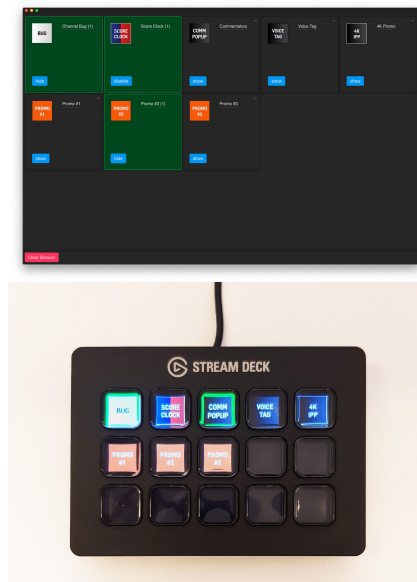 BUG
Channel Bug (1)
hide
SCORE
CLOCK
Score Clock (1)
disable
COMM
POPUP
Commentators
show
VOICE
TAG
Voice Tag
show
4K
IPP
4K Promo
show
PROMO
#1
Promo #1
show
PROMO
#2
Promo #2 (1)
hide
PROMO
#3
Promo #3
show
Clear Session
STREAM DECK
BUG
SCORE
CLOCK
COMM
POPUP
VOICE
TAG
4K
IPP
PROMO
#1
PROMO
#2
PROMO
#3